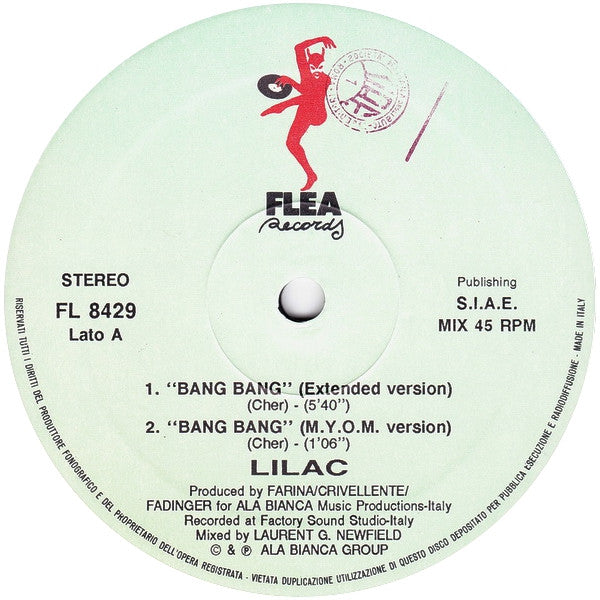 FLEA
Records
STEREO
FL 8429
Lato A
Publishing
S.I.A.E.
MIX 45 RPM
1. "BANG BANG" (Extended version)
(Cher) - (5'40")
2. "BANG BANG" (M.Y.O.M. version)
(Cher) - (1'06")
LILAC
Produced by FARINA/CRIVELLENTE/
FADINGER for ALA BIANCA Music Productions-Italy
Recorded at Factory Sound Studio-Italy
Mixed by LAURENT G. NEWFIELD
© & ℗ ALA BIANCA GROUP
RISERVATI TUTTI I DIRITTI DEL PRODUTTORE FONOGRAFICO E DEL PROPRIETARIO DELL'OPERA REGISTRATA - VIETATA DUPLICAZIONE UTILIZZAZIONE DI QUESTO DISCO DEPOSITATO PER PUBBLICA ESECUZIONE E RADIODIFFUSIONE - MADE IN ITALY